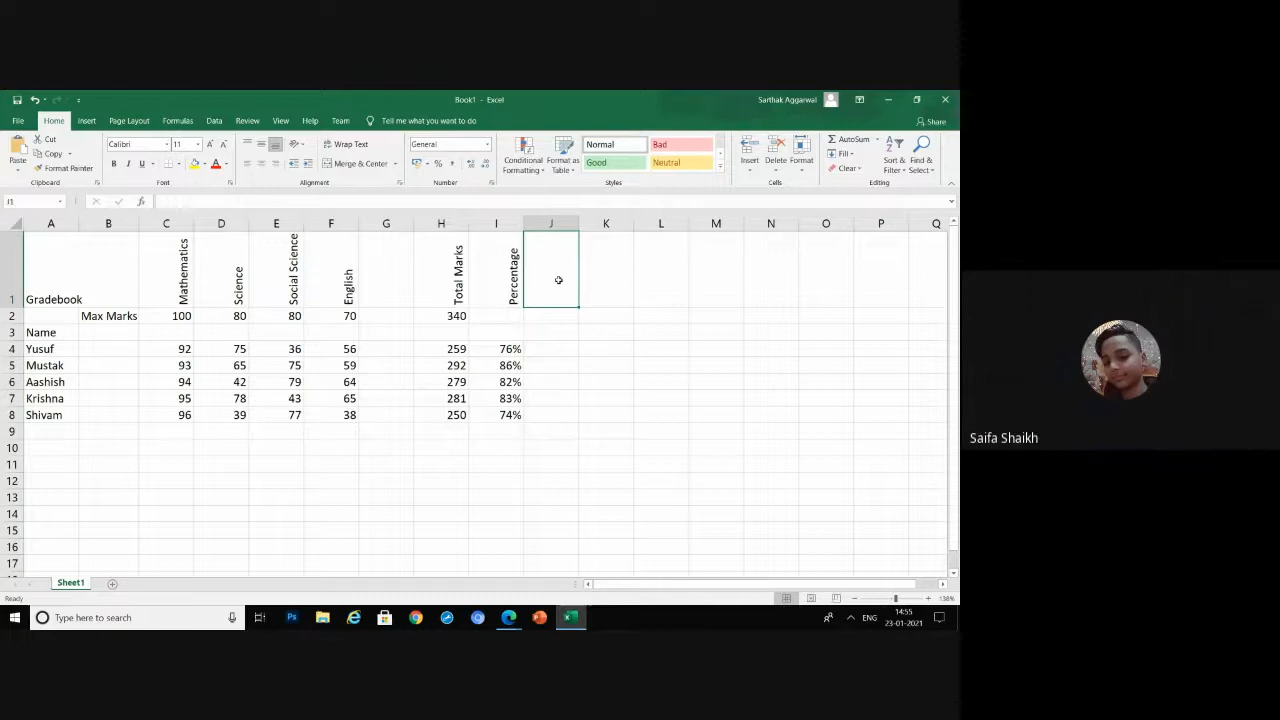 Book1 - Excel
Sarthak Aggarwal
File Home Insert Page Layout Formulas Data Review View Help Team Tell me what you want to do Share
Paste
Cut
Copy
Format Painter
Clipboard
Calibri 11
B I U
Font
Wrap Text
Merge & Center
Alignment
General
Number
Conditional Formatting
Format as Table
Normal Bad
Good Neutral
Styles
Insert Delete Format
Cells
AutoSum
Fill
Clear
Sort & Filter
Find & Select
Editing
J1 fx
A B C D E F G H I J K L M N O P Q
1 Gradebook Mathematics Science Social Science English Total Marks Percentage
2 Max Marks 100 80 80 70 340
3 Name
4 Yusuf 92 75 36 56 259 76%
5 Mustak 93 65 75 59 292 86%
6 Aashish 94 42 79 64 279 82%
7 Krishna 95 78 43 65 281 83%
8 Shivam 96 39 77 38 250 74%
9
10
11
12
13
14
15
16
17
Sheet1
Ready
138%
Type here to search
Ps
ENG
14:55
23-01-2021
Saifa Shaikh